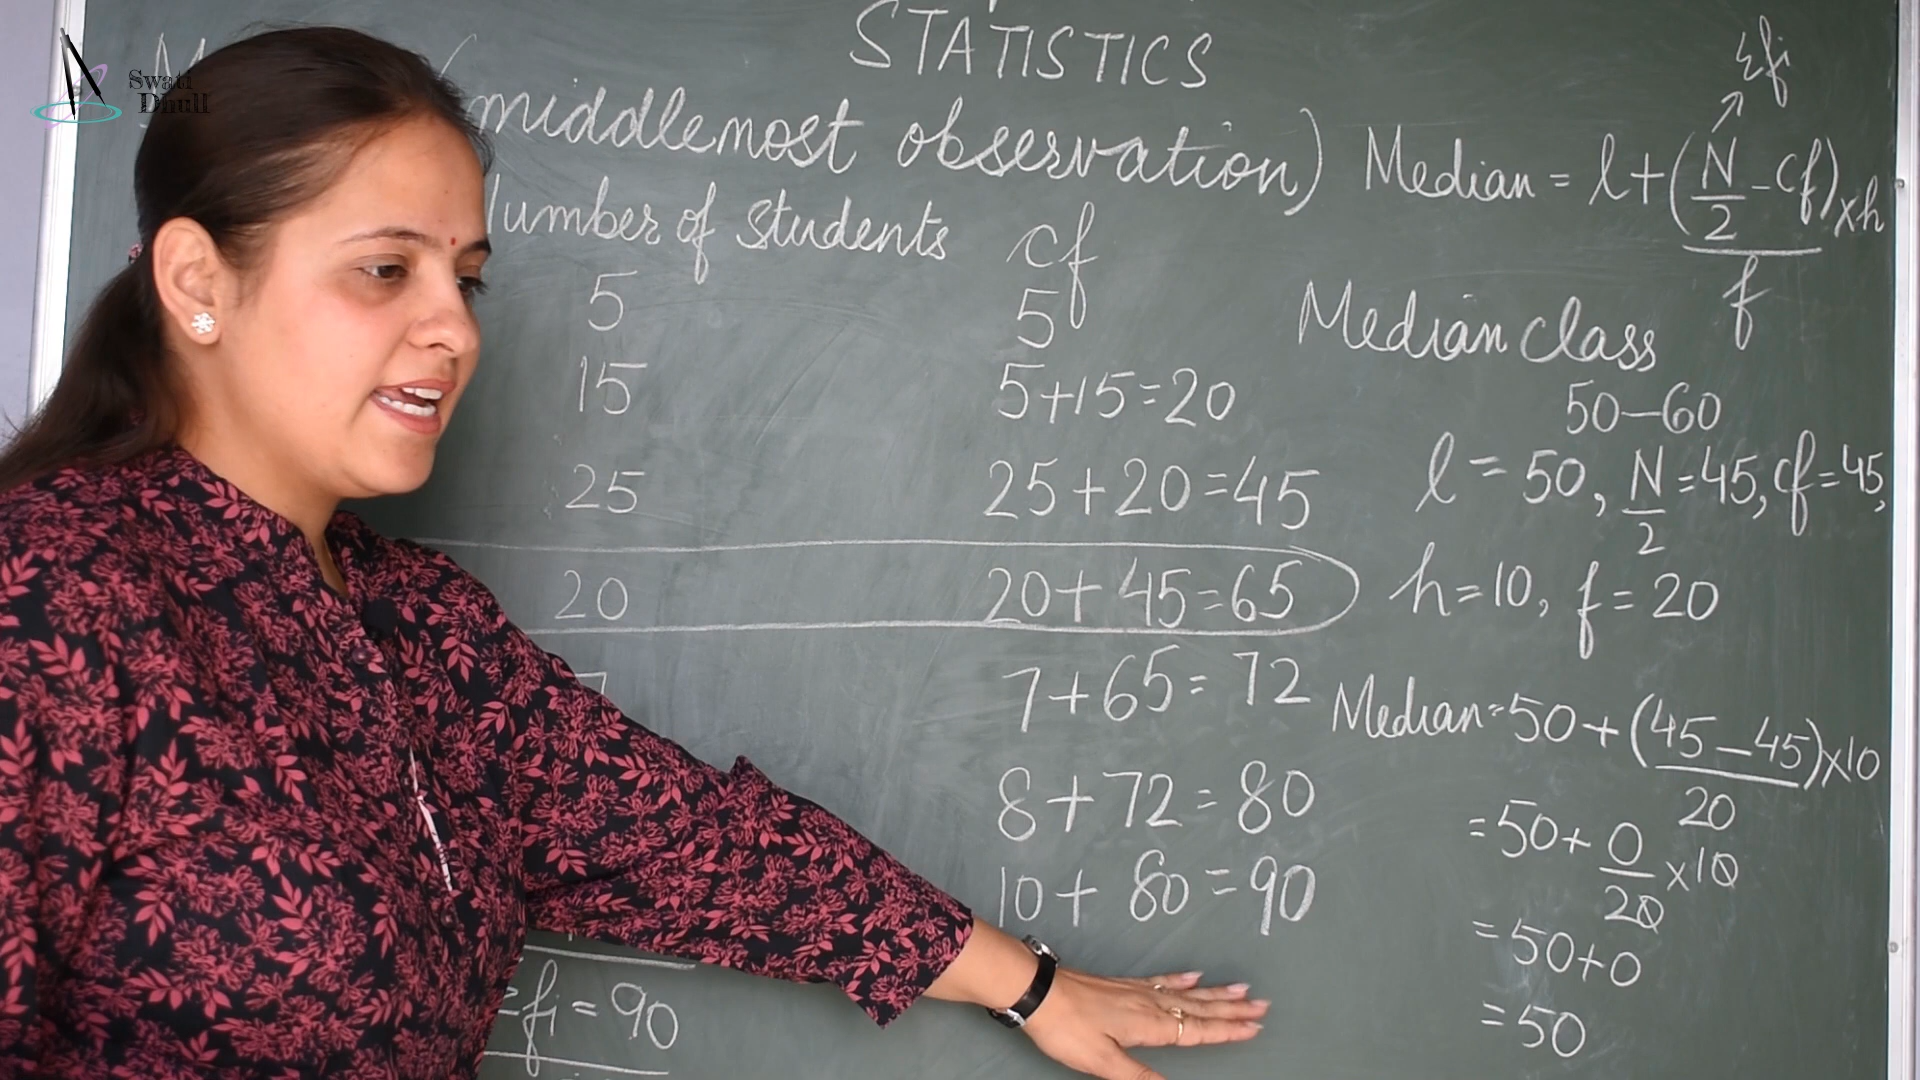 Swati
Dhull
STATISTICS
(middlemost observation)
Number of students cf
5 5
15 5+15=20
25 25+20=45
20 20+45=65
7 7+65=72
8+72=80
10+80=90
Σfi=90
Σfi
Median = l+(N/2-cf)/f×h
Median class
50-60
l=50, N/2=45, cf=45,
h=10, f=20
Median=50+(45-45)/20×10
=50+0/20×10
=50+0
=50